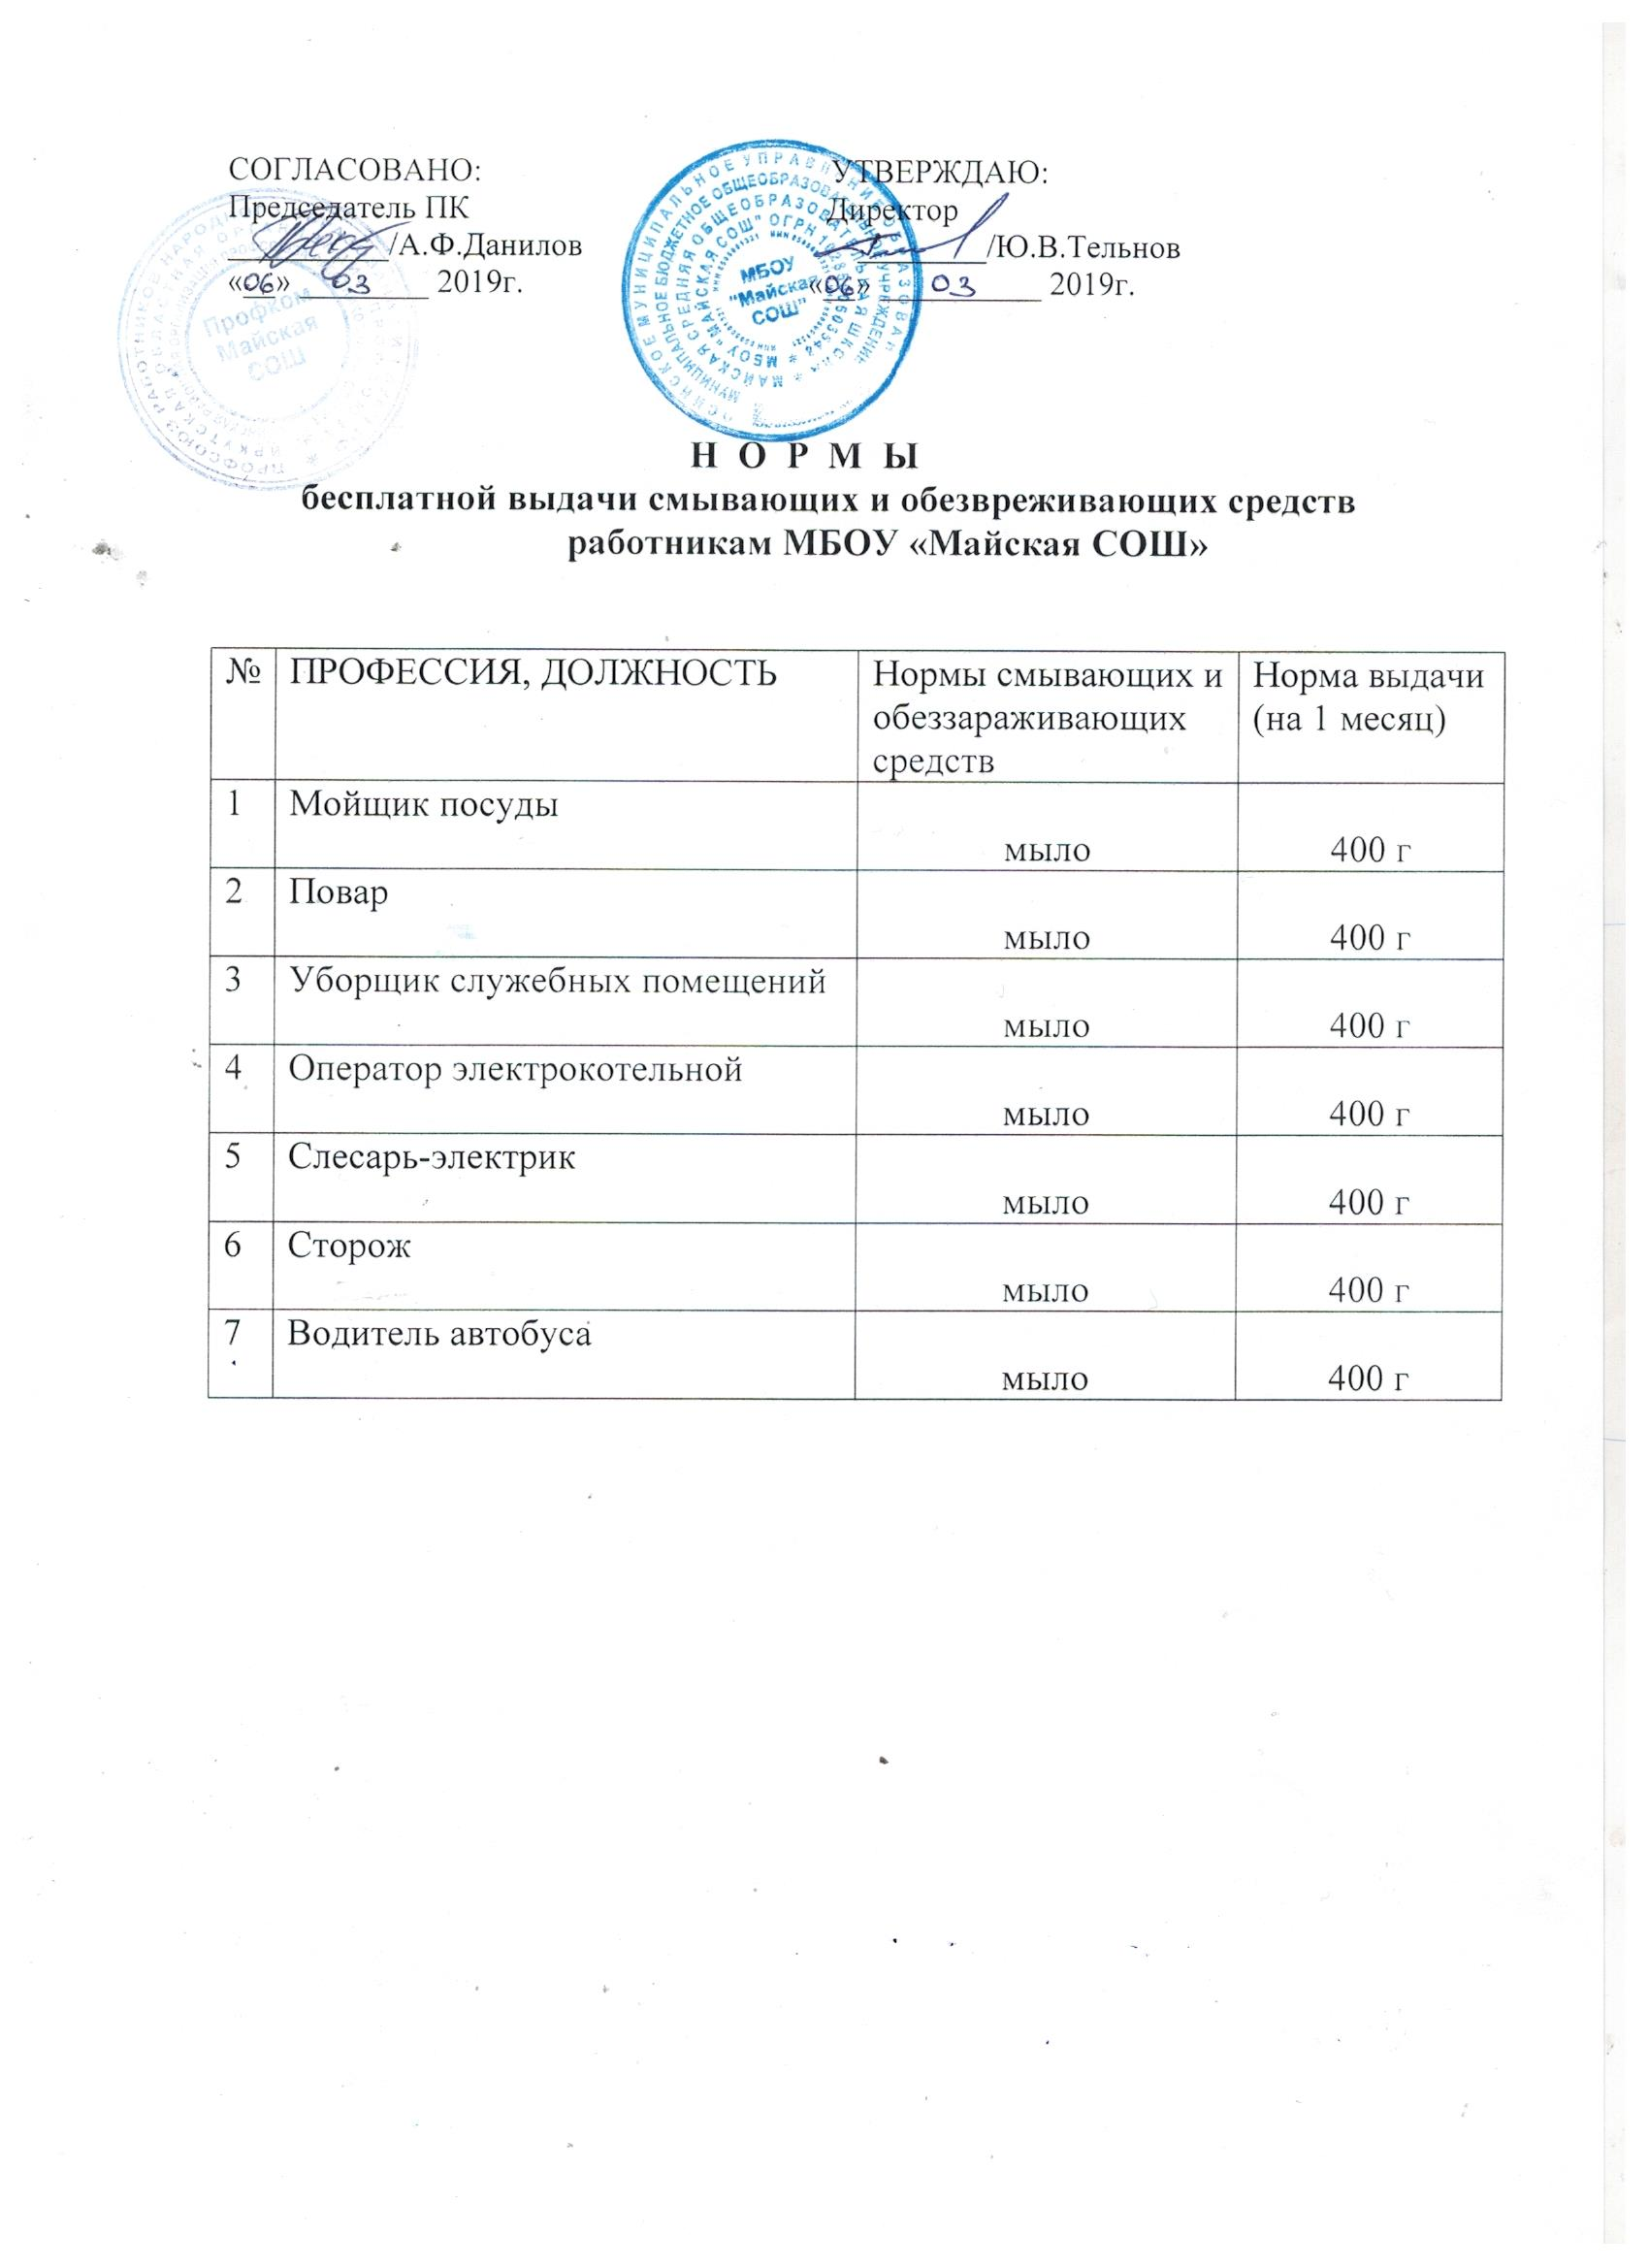 СОГЛАСОВАНО:
Председатель ПК
/А.Ф.Данилов
«06» 03 2019г.
УТВЕРЖДАЮ:
Директор
/Ю.В.Тельнов
«06» 03 2019г.
Профком
Майская
СОШ
МБОУ
"Майская
СОШ"
Н О Р М Ы
бесплатной выдачи смывающих и обезвреживающих средств
работникам МБОУ «Майская СОШ»
№ ПРОФЕССИЯ, ДОЛЖНОСТЬ Нормы смывающих и Норма выдачи
обеззараживающих (на 1 месяц)
средств
1 Мойщик посуды
мыло 400 г
2 Повар
мыло 400 г
3 Уборщик служебных помещений
мыло 400 г
4 Оператор электрокотельной
мыло 400 г
5 Слесарь-электрик
мыло 400 г
6 Сторож
мыло 400 г
7 Водитель автобуса
мыло 400 г